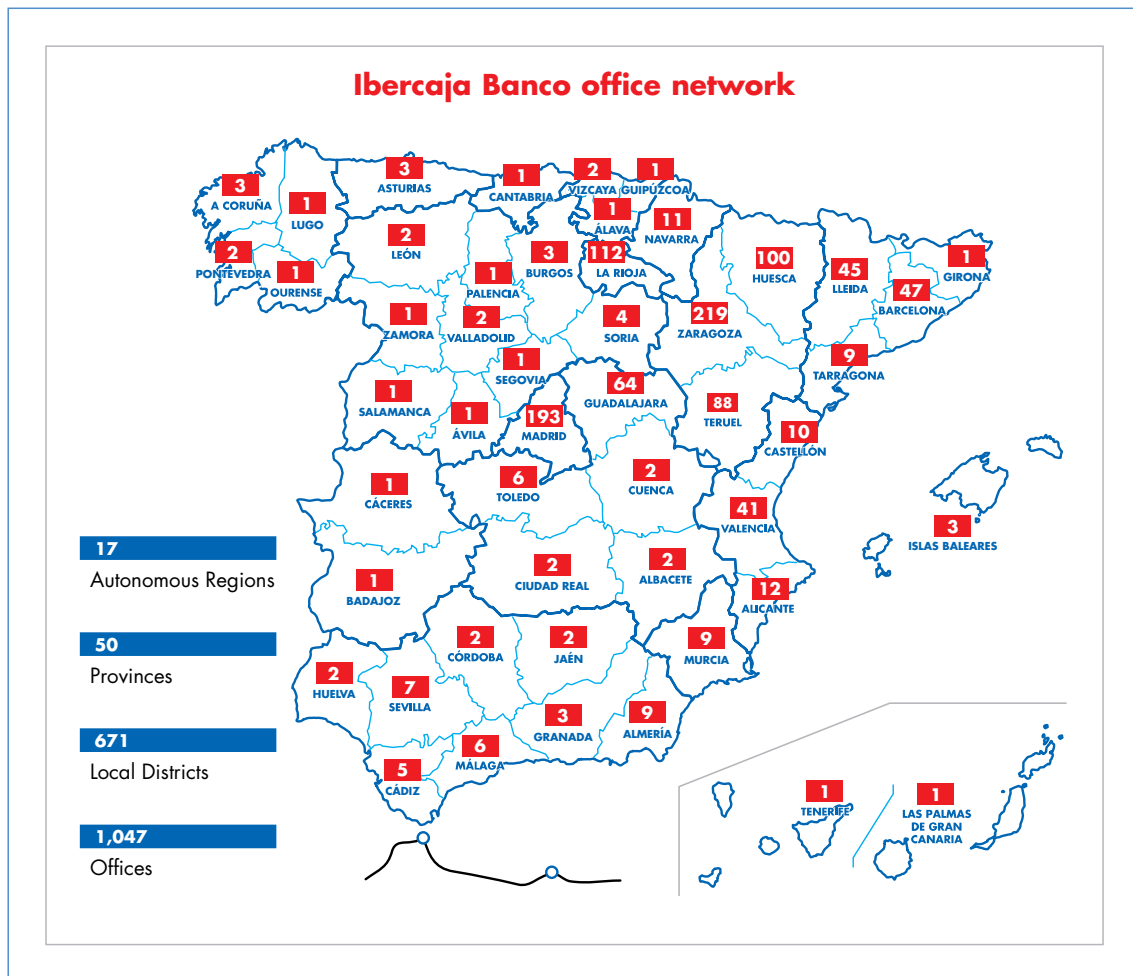 Ibercaja Banco office network
3
A CORUÑA
1
LUGO
3
ASTURIAS
1
CANTABRIA
2
VIZCAYA
1
GUIPÚZCOA
1
ÁLAVA
11
NAVARRA
2
PONTEVEDRA
1
OURENSE
2
LEÓN
1
PALENCIA
3
BURGOS
112
LA RIOJA
100
HUESCA
45
LLEIDA
1
GIRONA
47
BARCELONA
1
ZAMORA
2
VALLADOLID
4
SORIA
219
ZARAGOZA
9
TARRAGONA
1
SEGOVIA
1
SALAMANCA
1
ÁVILA
193
MADRID
64
GUADALAJARA
88
TERUEL
10
CASTELLÓN
1
CÁCERES
6
TOLEDO
2
CUENCA
41
VALENCIA
3
ISLAS BALEARES
1
BADAJOZ
2
CIUDAD REAL
2
ALBACETE
12
ALICANTE
2
CÓRDOBA
2
JAÉN
9
MURCIA
2
HUELVA
7
SEVILLA
3
GRANADA
9
ALMERÍA
6
MÁLAGA
5
CÁDIZ
1
TENERIFE
1
LAS PALMAS
DE GRAN
CANARIA
17
Autonomous Regions
50
Provinces
671
Local Districts
1,047
Offices